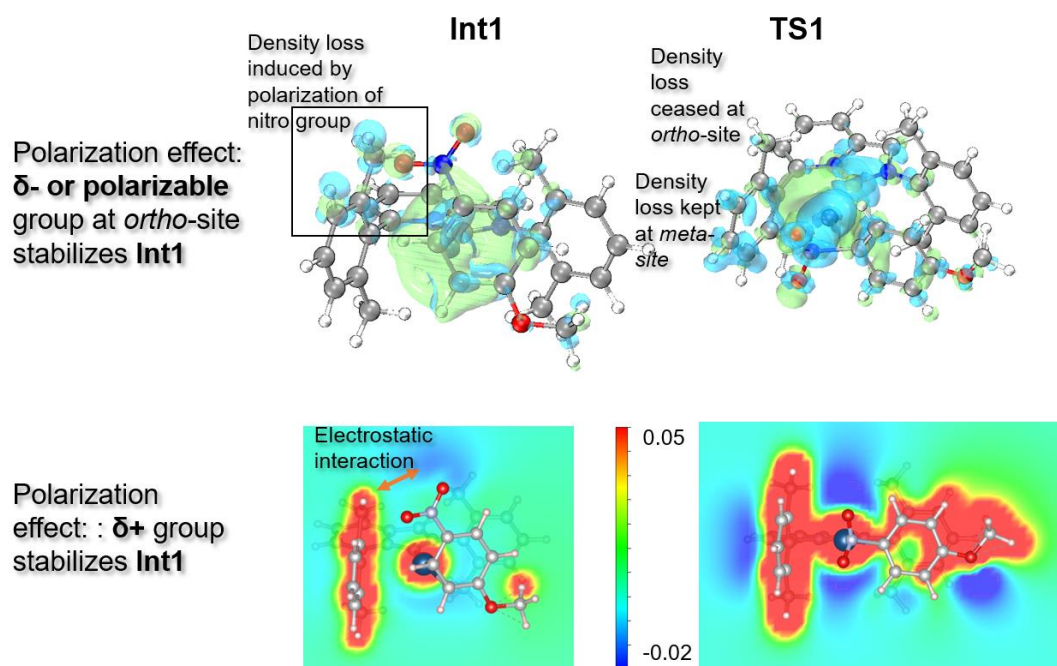 Int1
TS1
Density loss
induced by
polarization of
nitro group
Density
loss
ceased at
ortho-site
Density
loss kept
at meta-
site
Polarization effect:
δ- or polarizable
group at ortho-site
stabilizes Int1
Electrostatic
interaction
0.05
-0.02
Polarization
effect: : δ+ group
stabilizes Int1